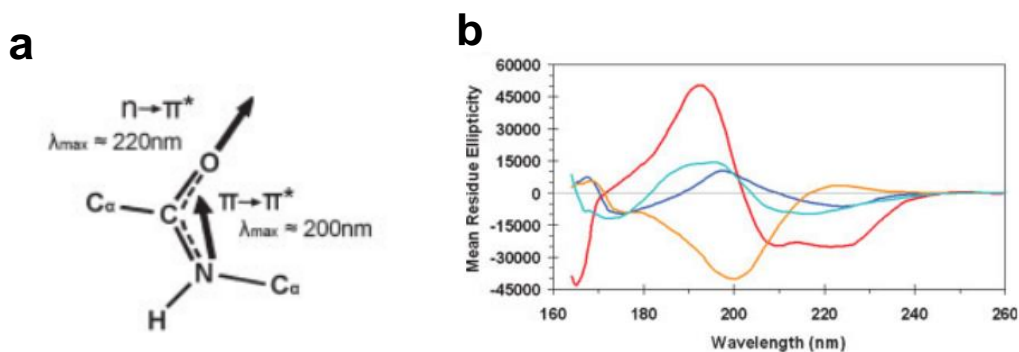 a
n→π*
λmax ≈ 220nm
O
Cα
C
π→π*
λmax ≈ 200nm
N
Cα
H
b
Mean Residue Ellipticity
60000
45000
30000
15000
0
-15000
-30000
-45000
160
180
200
220
240
260
Wavelength (nm)